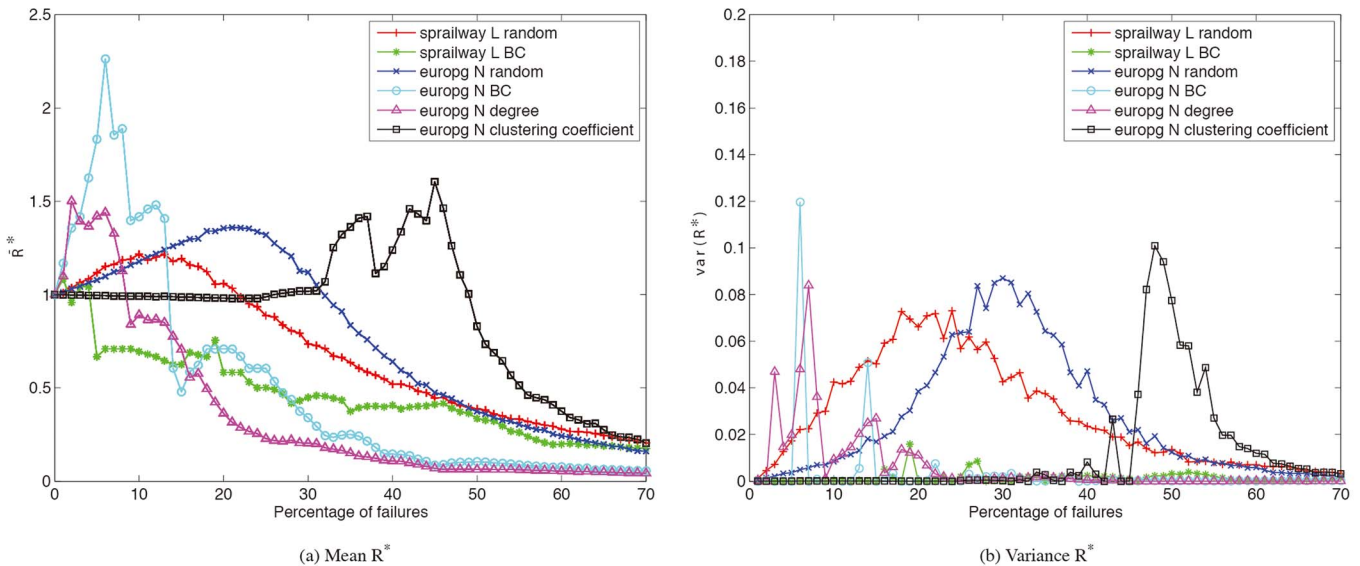 2.5
2
1.5
1
0.5
0
R̄*
0 10 20 30 40 50 60 70
Percentage of failures
sprailway L random
sprailway L BC
europg N random
europg N BC
europg N degree
europg N clustering coefficient
(a) Mean R*
0.2
0.18
0.16
0.14
0.12
0.1
0.08
0.06
0.04
0.02
0
var(R*)
0 10 20 30 40 50 60 70
Percentage of failures
sprailway L random
sprailway L BC
europg N random
europg N BC
europg N degree
europg N clustering coefficient
(b) Variance R*